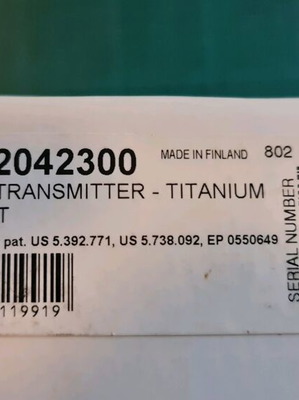 2042300 MADE IN FINLAND 802
TRANSMITTER - TITANIUM
T
pat. US 5.392.771, US 5.738.092, EP 0550649
119919
SERIAL NUMBER